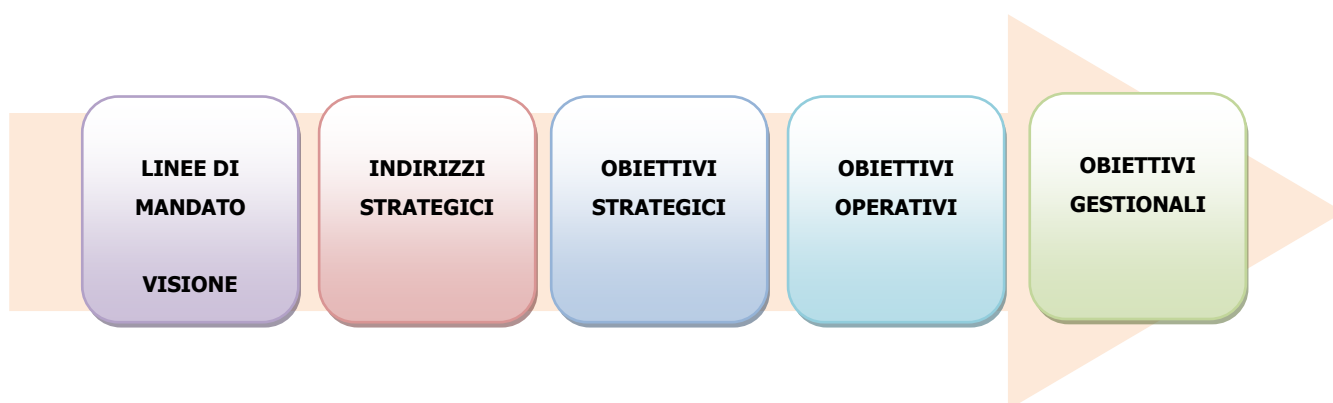 LINEE DI
MANDATO
VISIONE
INDIRIZZI
STRATEGICI
OBIETTIVI
STRATEGICI
OBIETTIVI
OPERATIVI
OBIETTIVI
GESTIONALI